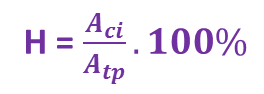 H = A_ci / A_tp . 100%